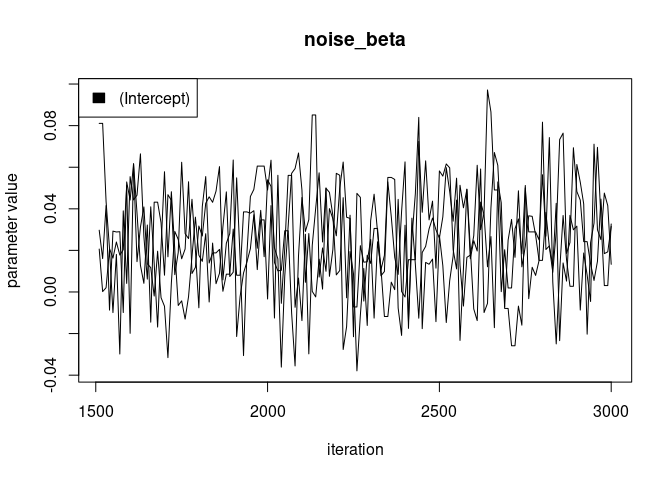 noise_beta
(Intercept)
parameter value
-0.04
0.00
0.04
0.08
1500
2000
2500
3000
iteration